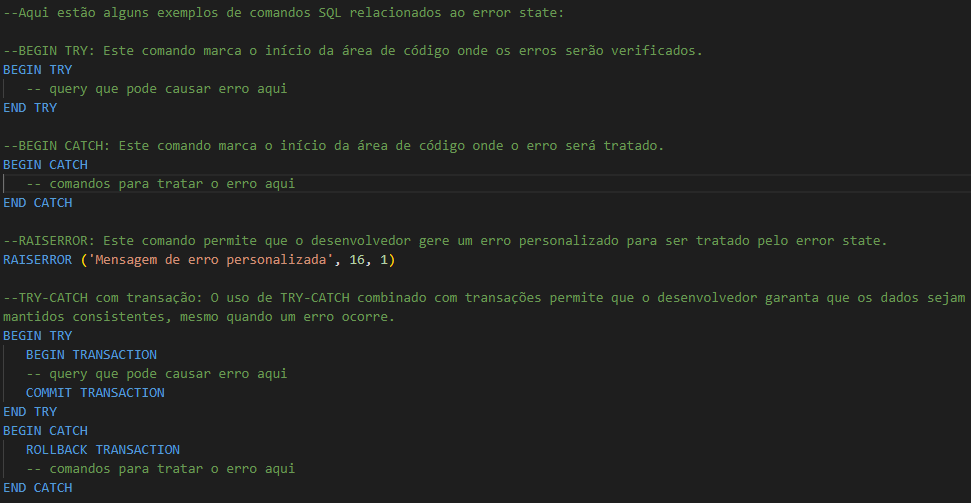 --Aqui estão alguns exemplos de comandos SQL relacionados ao error state:
--BEGIN TRY: Este comando marca o início da área de código onde os erros serão verificados.
BEGIN TRY
-- query que pode causar erro aqui
END TRY
--BEGIN CATCH: Este comando marca o início da área de código onde o erro será tratado.
BEGIN CATCH
-- comandos para tratar o erro aqui
END CATCH
--RAISERROR: Este comando permite que o desenvolvedor gere um erro personalizado para ser tratado pelo error state.
RAISERROR ('Mensagem de erro personalizada', 16, 1)
--TRY-CATCH com transação: O uso de TRY-CATCH combinado com transações permite que o desenvolvedor garanta que os dados sejam
mantidos consistentes, mesmo quando um erro ocorre.
BEGIN TRY
BEGIN TRANSACTION
-- query que pode causar erro aqui
COMMIT TRANSACTION
END TRY
BEGIN CATCH
ROLLBACK TRANSACTION
-- comandos para tratar o erro aqui
END CATCH